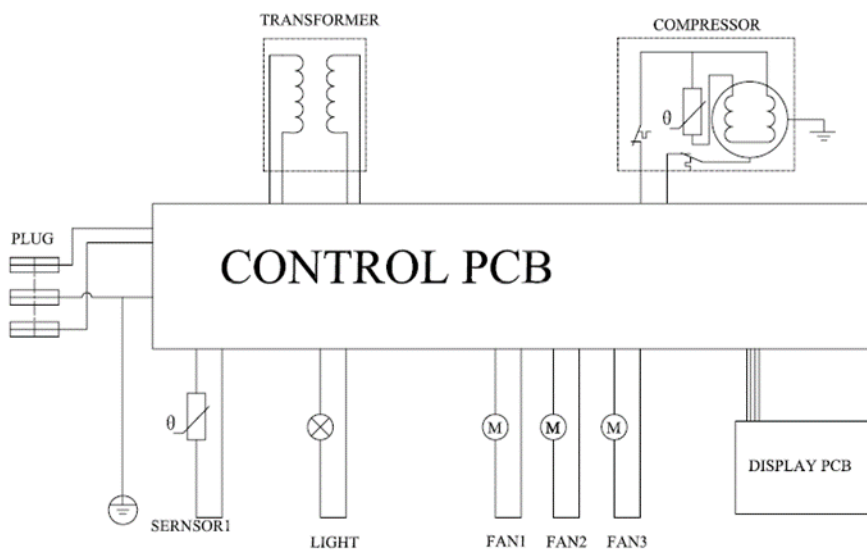 TRANSFORMER
COMPRESSOR
θ
PLUG
CONTROL PCB
θ
M
M
M
DISPLAY PCB
SERNSOR1
LIGHT
FAN1
FAN2
FAN3